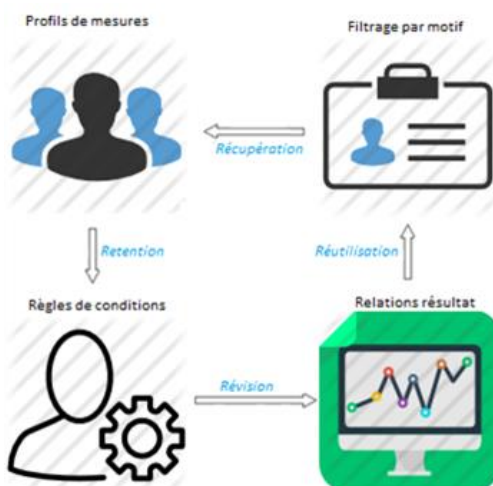 Profils de mesures
Filtrage par motif
Récupération
Retention
Réutilisation
Règles de conditions
Relations résultat
Révision